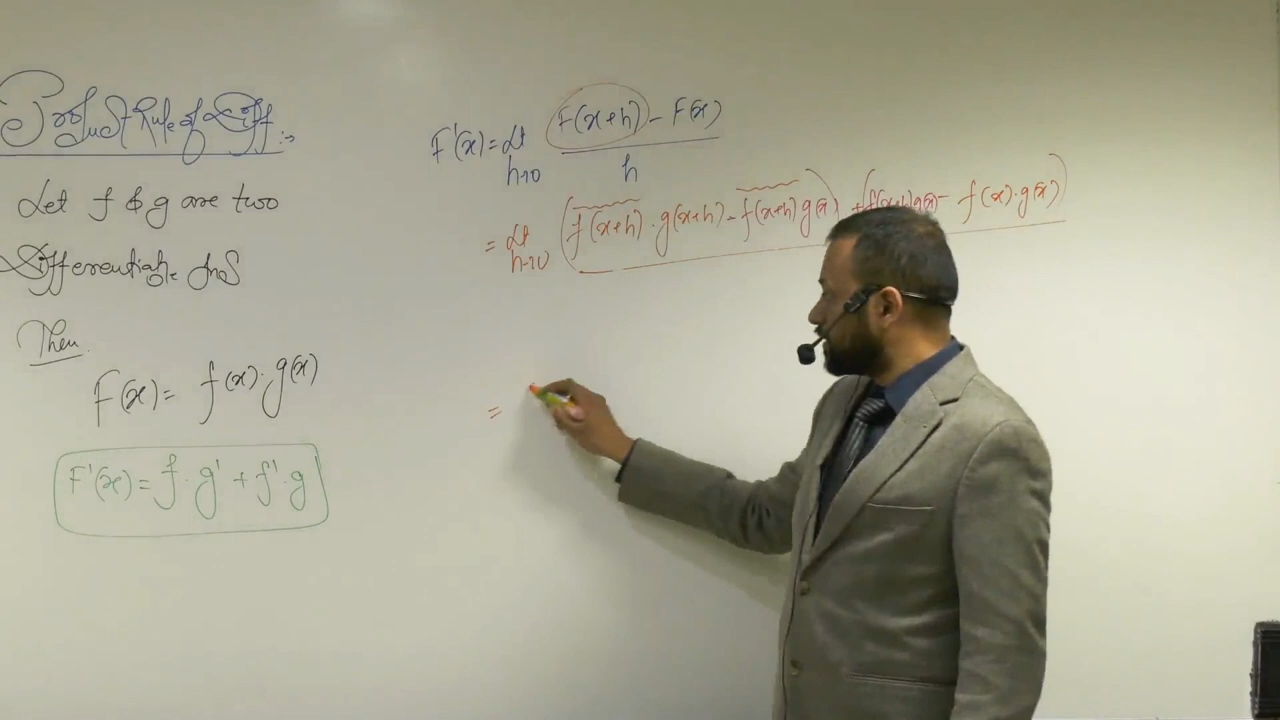 Product Rule of Diff :->
Let f & g are two
Differentiable fnS
Then
F(x) = f(x)·g(x)
F'(x) = f·g' + f'·g
F'(x) = Lt h→0 F(x+h) - F(x)
h
= Lt h→0 (f(x+h)·g(x+h) - f(x+h)g(x)) + (f(x+h)g(x) - f(x)·g(x))
=